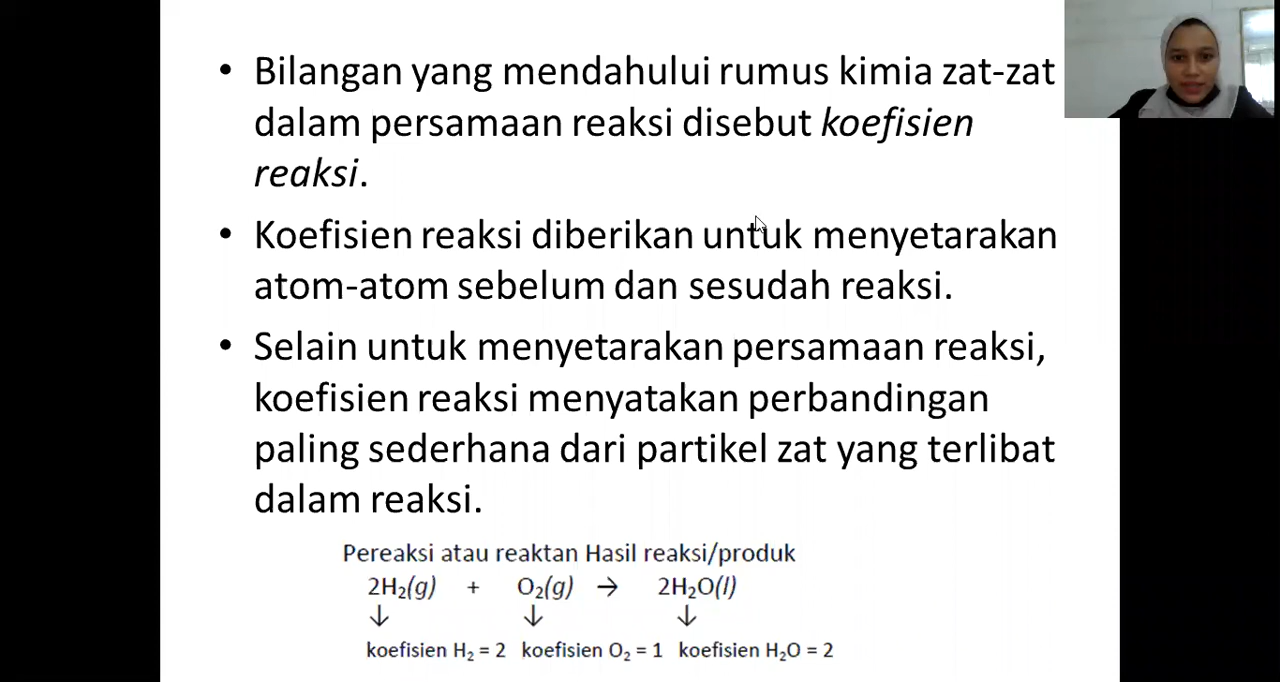 • Bilangan yang mendahului rumus kimia zat-zat
dalam persamaan reaksi disebut koefisien
reaksi.
• Koefisien reaksi diberikan untuk menyetarakan
atom-atom sebelum dan sesudah reaksi.
• Selain untuk menyetarakan persamaan reaksi,
koefisien reaksi menyatakan perbandingan
paling sederhana dari partikel zat yang terlibat
dalam reaksi.
Pereaksi atau reaktan Hasil reaksi/produk
2H₂(g) + O₂(g) → 2H₂O(l)
↓ ↓ ↓
koefisien H₂ = 2 koefisien O₂ = 1 koefisien H₂O = 2